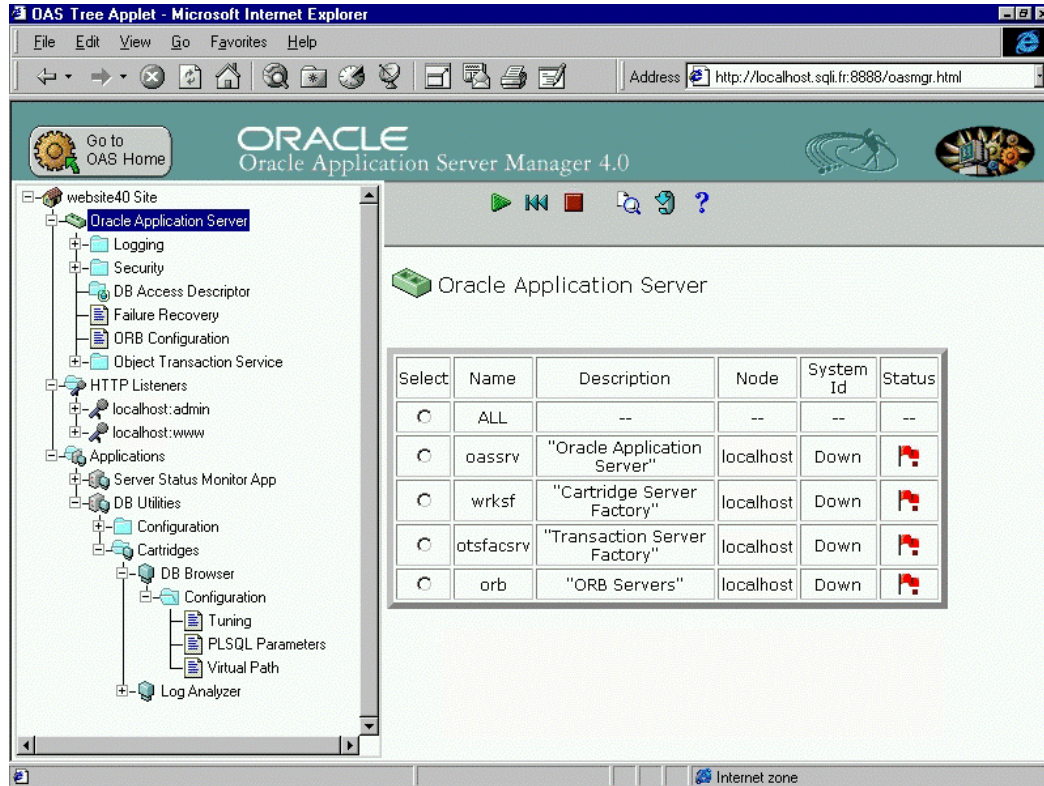 OAS Tree Applet - Microsoft Internet Explorer
File Edit View Go Favorites Help
Address http://localhost.sqli.fr:8888/oasmgr.html
Go to
OAS Home
ORACLE
Oracle Application Server Manager 4.0
website40 Site
Oracle Application Server
Logging
Security
DB Access Descriptor
Failure Recovery
ORB Configuration
Object Transaction Service
HTTP Listeners
localhost:admin
localhost:www
Applications
Server Status Monitor App
DB Utilities
Configuration
Cartridges
DB Browser
Configuration
Tuning
PLSQL Parameters
Virtual Path
Log Analyzer
Oracle Application Server
Select Name Description Node System Id Status
ALL -- -- -- --
oassrv "Oracle Application Server" localhost Down
wrksf "Cartridge Server Factory" localhost Down
otsfacsrv "Transaction Server Factory" localhost Down
orb "ORB Servers" localhost Down
Internet zone